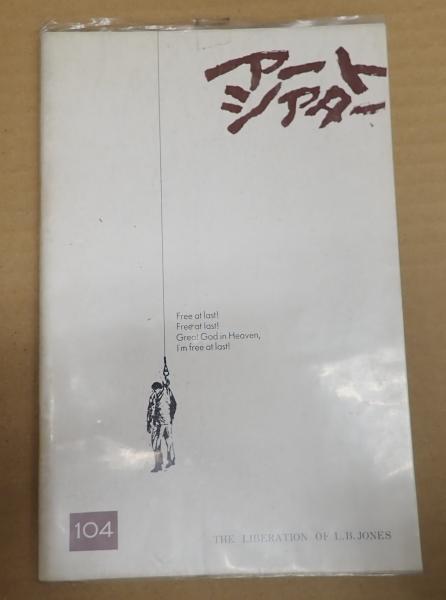 アート
シアター
Free at last!
Free at last!
Great God in Heaven,
I'm free at last!
104
THE LIBERATION OF L.B.JONES